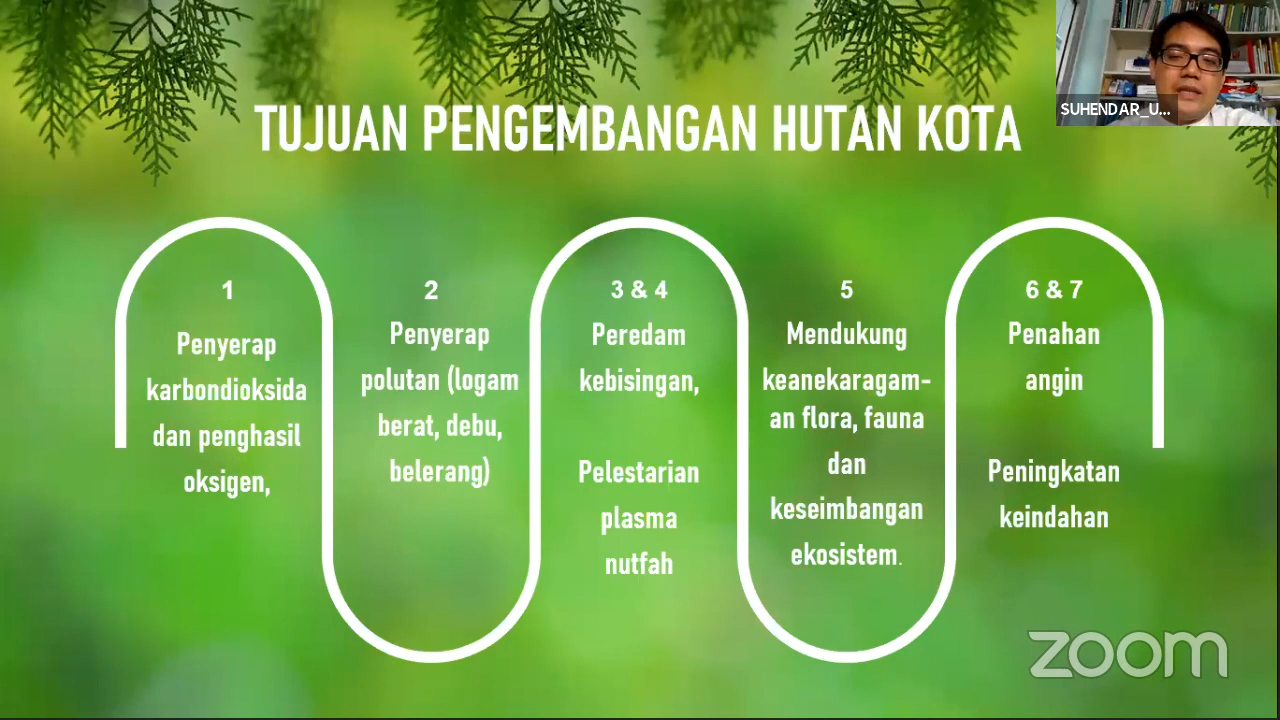 TUJUAN PENGEMBANGAN HUTAN KOTA
SUHENDAR_U...
1
Penyerap
karbondioksida
dan penghasil
oksigen,
2
Penyerap
polutan (logam
berat, debu,
belerang)
3 & 4
Peredam
kebisingan,
Pelestarian
plasma
nutfah
5
Mendukung
keanekaragam-
an flora, fauna
dan
keseimbangan
ekosistem.
6 & 7
Penahan
angin
Peningkatan
keindahan
zoom